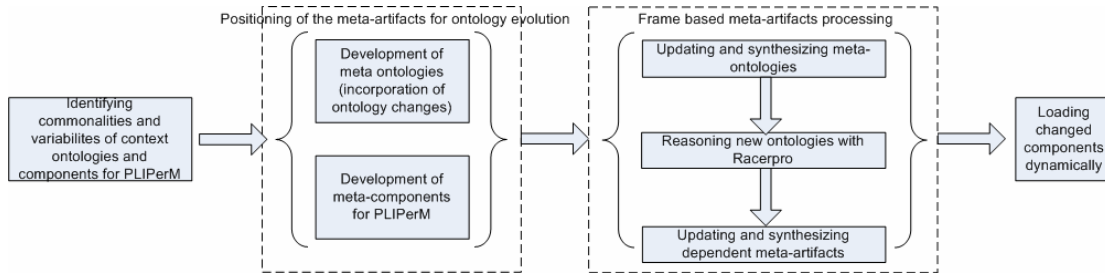 Positioning of the meta-artifacts for ontology evolution
Frame based meta-artifacts processing
Identifying
commonalities and
variabilites of context
ontologies and
components for PLIPerM
Development of
meta ontologies
(incorporation of
ontology changes)
Development of
meta-components
for PLIPerM
Updating and synthesizing meta-
ontologies
Reasoning new ontologies with
Racerpro
Updating and synthesizing
dependent meta-artifacts
Loading
changed
components
dynamically